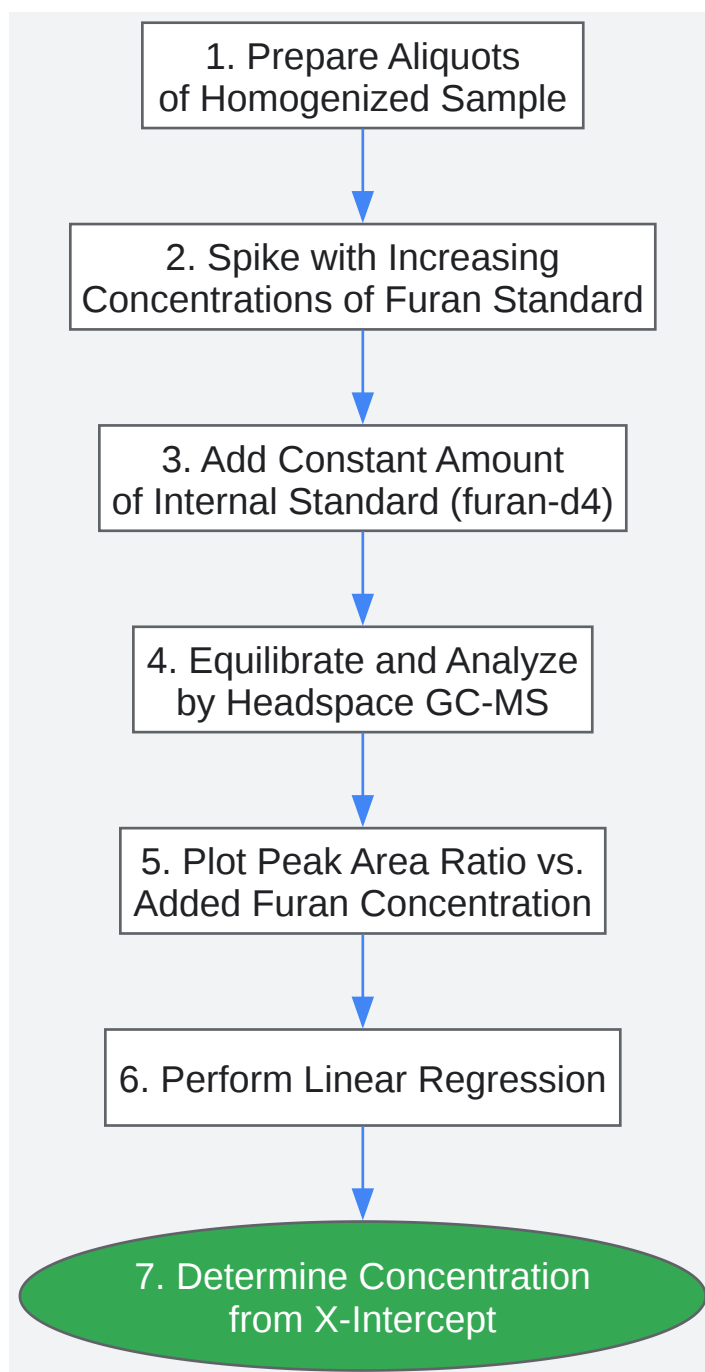 1. Prepare Aliquots
of Homogenized Sample
2. Spike with Increasing
Concentrations of Furan Standard
3. Add Constant Amount
of Internal Standard (furan-d4)
4. Equilibrate and Analyze
by Headspace GC-MS
5. Plot Peak Area Ratio vs.
Added Furan Concentration
6. Perform Linear Regression
7. Determine Concentration
from X-Intercept